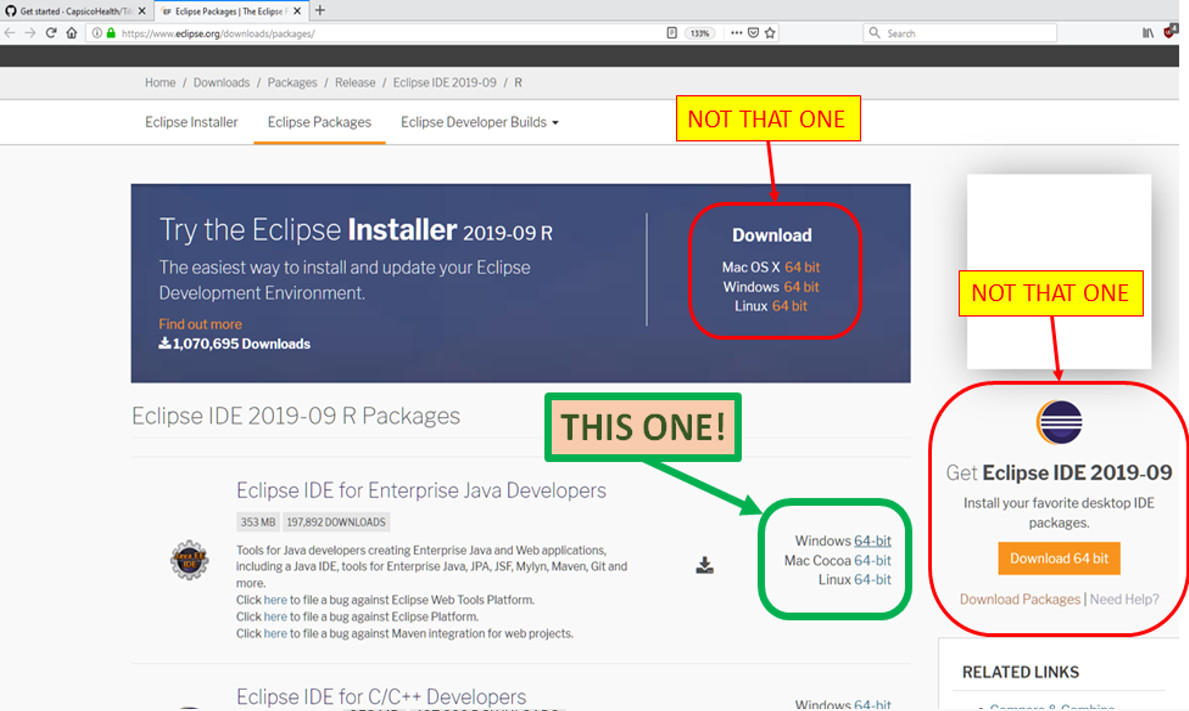 Get started - CapsicoHealth/Til
Eclipse Packages | The Eclipse F
https://www.eclipse.org/downloads/packages/
133%
Search
4
Home / Downloads / Packages / Release / Eclipse IDE 2019-09 / R
NOT THAT ONE
Eclipse Installer Eclipse Packages Eclipse Developer Builds
Try the Eclipse Installer 2019-09 R
The easiest way to install and update your Eclipse
Development Environment.
Find out more
1,070,695 Downloads
Download
Mac OS X 64 bit
Windows 64 bit
Linux 64 bit
NOT THAT ONE
Eclipse IDE 2019-09 R Packages
THIS ONE!
Eclipse IDE for Enterprise Java Developers
353 MB 197,892 DOWNLOADS
Java EE
IDE
Tools for Java developers creating Enterprise Java and Web applications,
including a Java IDE, tools for Enterprise Java, JPA, JSF, Mylyn, Maven, Git and
more.
Click here to file a bug against Eclipse Web Tools Platform.
Click here to file a bug against Eclipse Platform.
Click here to file a bug against Maven integration for web projects.
Windows 64-bit
Mac Cocoa 64-bit
Linux 64-bit
Get Eclipse IDE 2019-09
Install your favorite desktop IDE
packages.
Download 64 bit
Download Packages | Need Help?
RELATED LINKS
Compare & Combine
Eclipse IDE for C/C++ Developers
Windows 64-bit